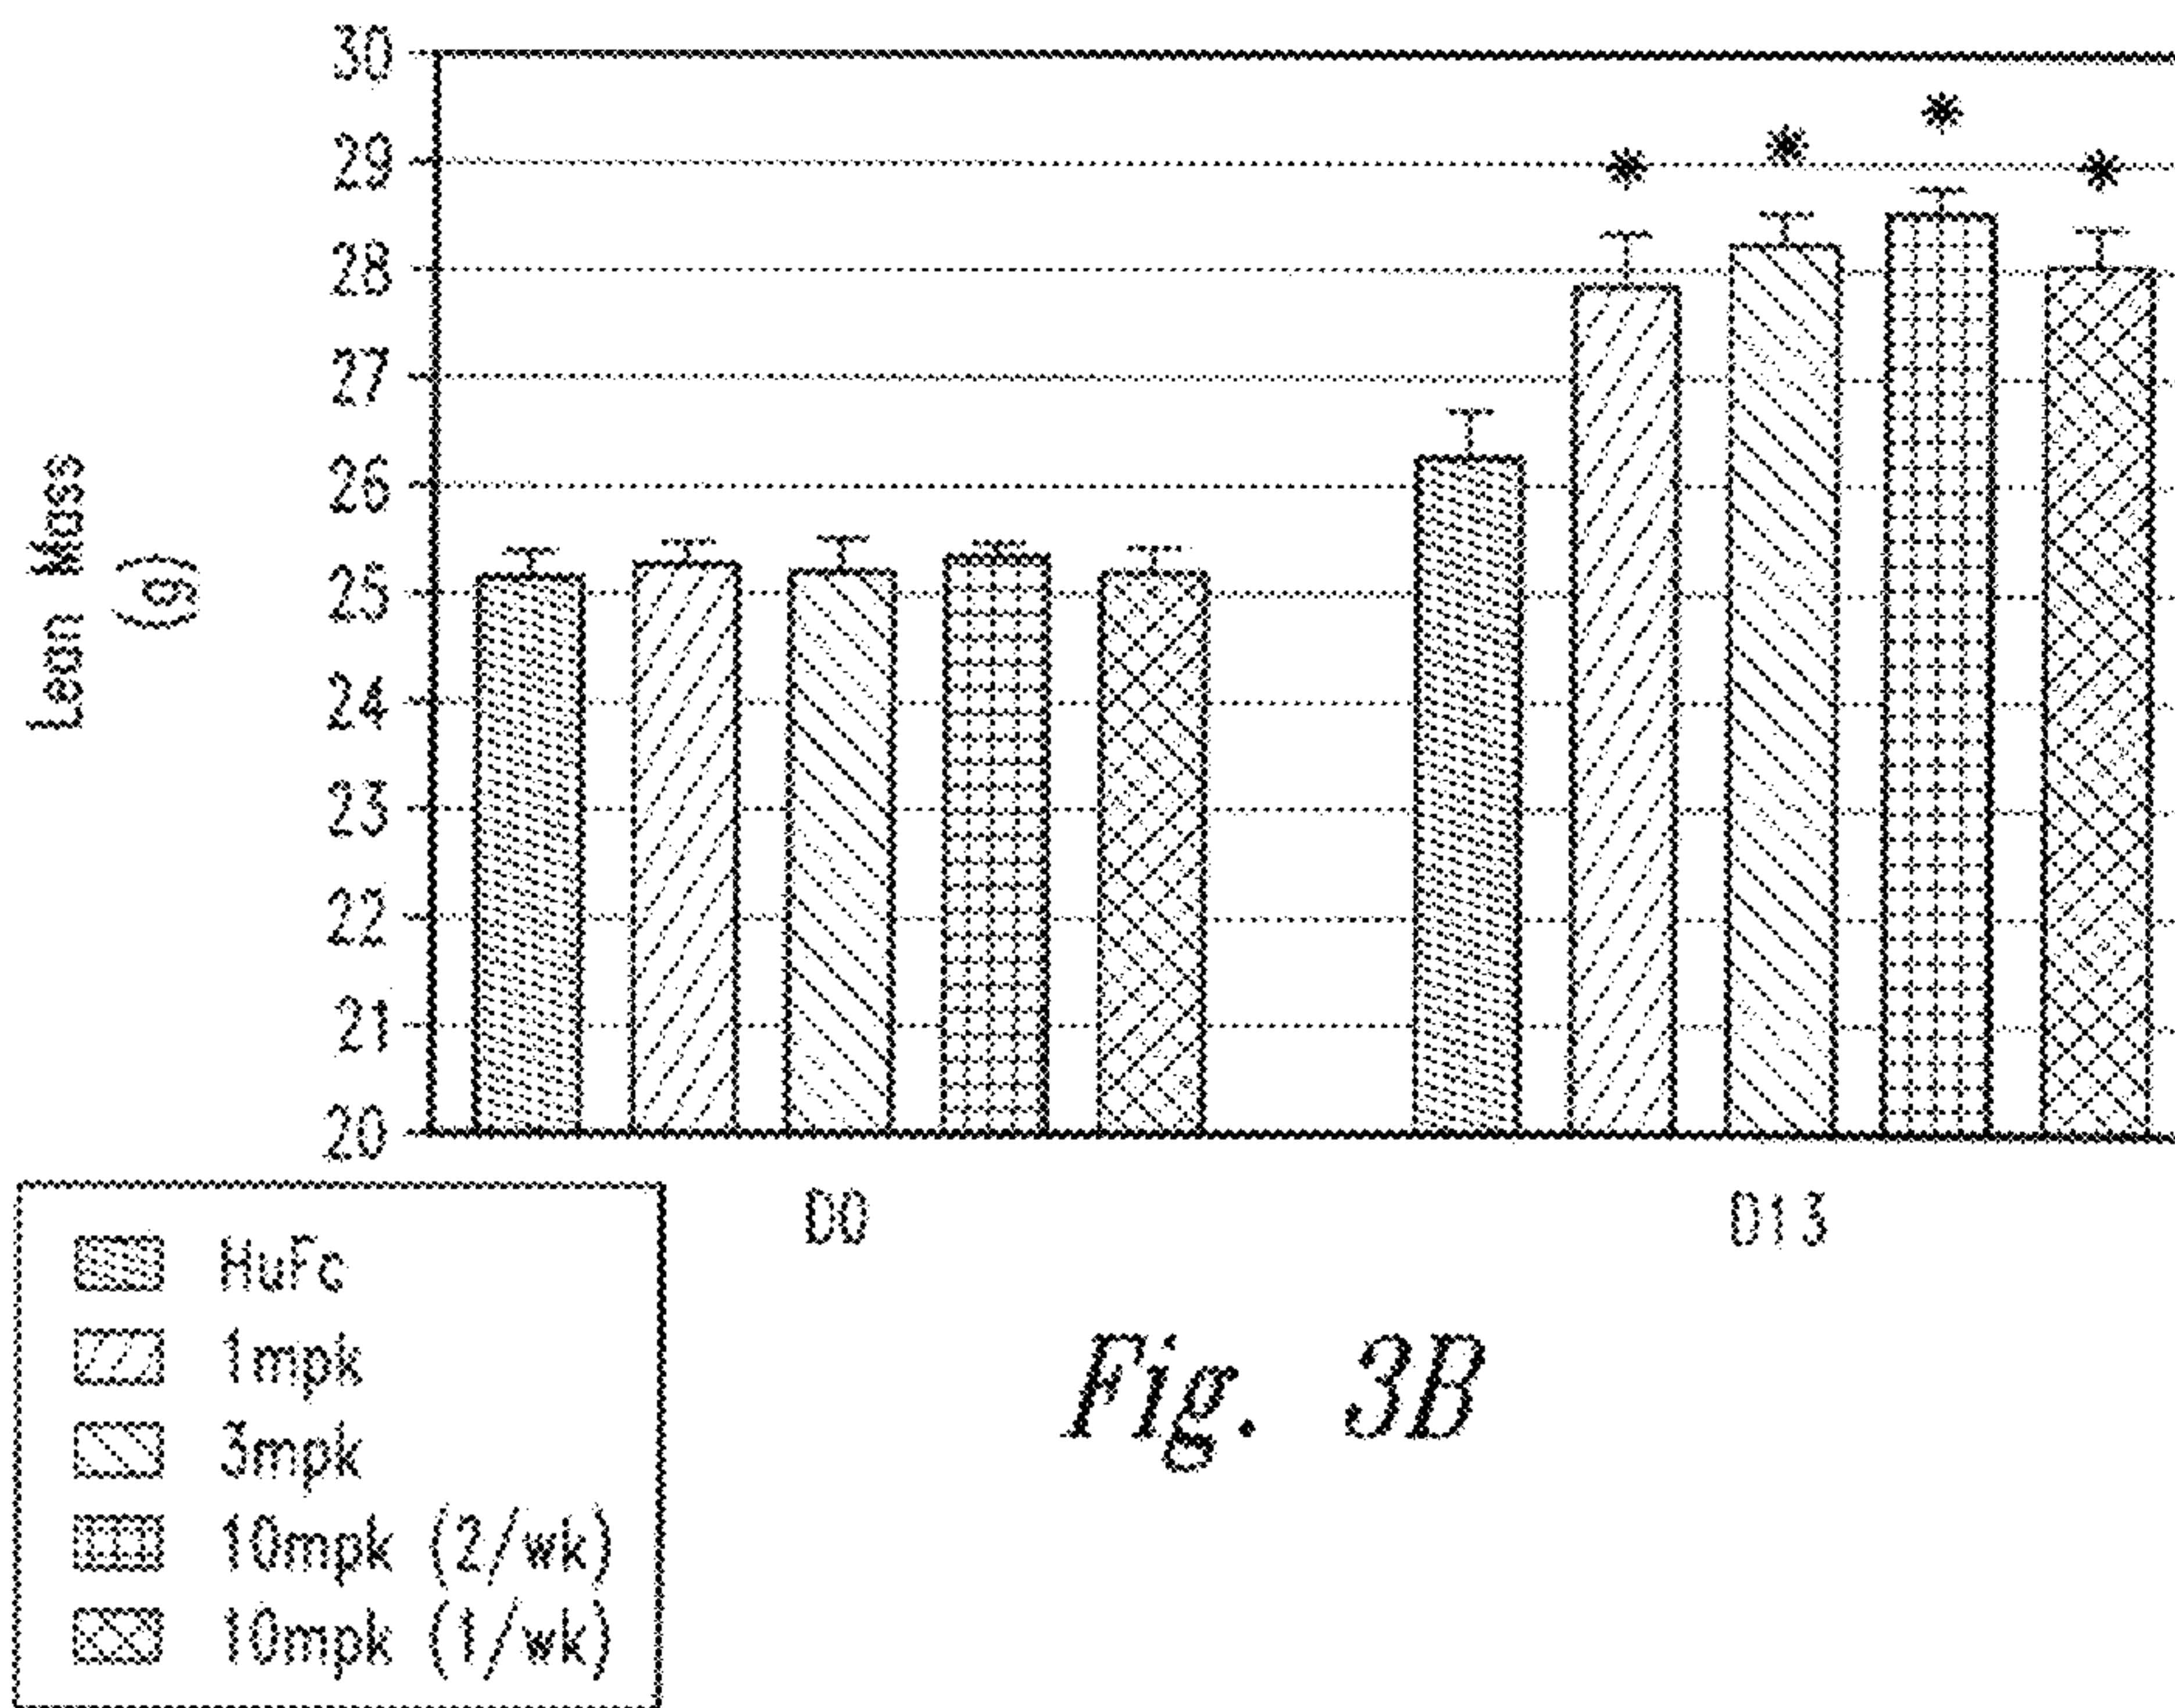 Lean Mass
(g)
30
29
28
27
26
25
24
23
22
21
20
* * * *
D0 D13
HuFc
1mpk
3mpk
10mpk (2/wk)
10mpk (1/wk)
Fig. 3B